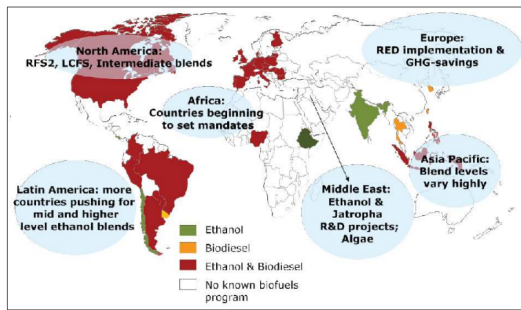 North America:
RFS2, LCFS, Intermediate blends
Europe:
RED implementation &
GHG-savings
Africa:
Countries beginning
to set mandates
Asia Pacific:
Blend levels
vary highly
Latin America: more
countries pushing for
mid and higher
level ethanol blends
Middle East:
Ethanol &
Jatropha
R&D projects;
Algae
Ethanol
Biodiesel
Ethanol & Biodiesel
No known biofuels
program